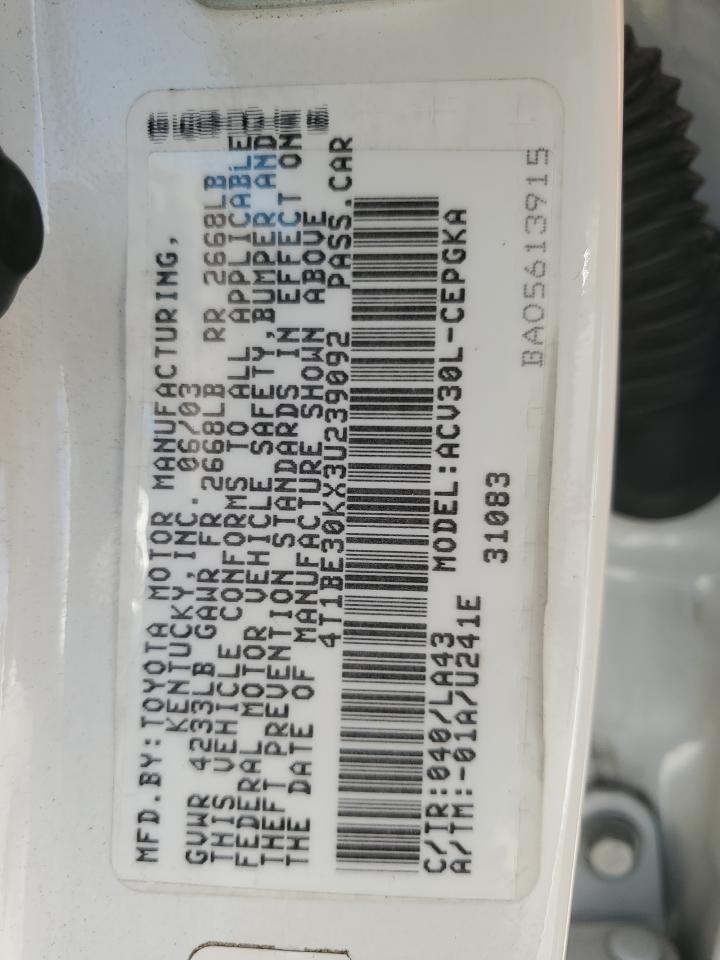 MFD.BY:TOYOTA MOTOR MANUFACTURING,
KENTUCKY,INC. 06/03
GVWR 4233LB GAWR FR 2668LB RR 2668LB
THIS VEHICLE CONFORMS TO ALL APPLICABLE
FEDERAL MOTOR VEHICLE SAFETY,BUMPER AND
THEFT PREVENTION STANDARDS IN EFFECT ON
THE DATE OF MANUFACTURE SHOWN ABOVE
4T1BE30KX3U239092 PASS.CAR
C/TR:040/LA43 MODEL:ACV30L-CEPGKA
A/TM:-01A/U241E
31083
BA05613915